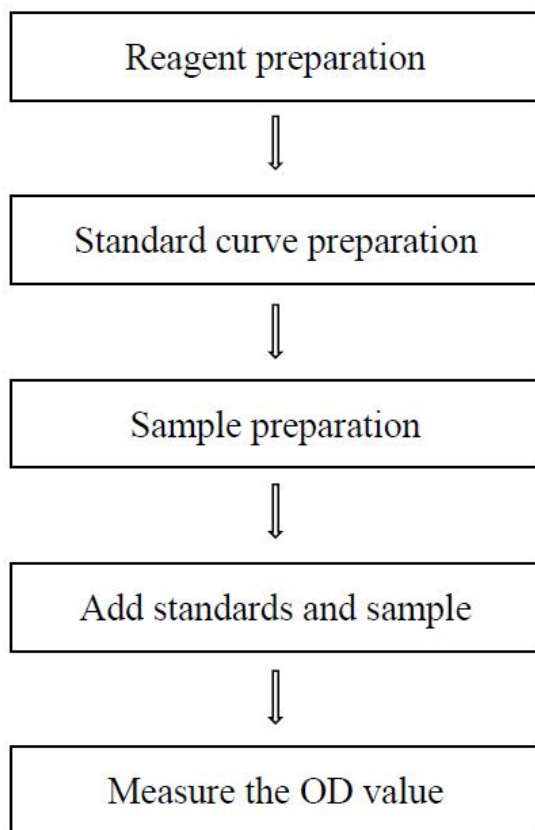 Reagent preparation
Standard curve preparation
Sample preparation
Add standards and sample
Measure the OD value